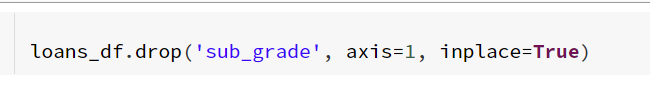 loans_df.drop('sub_grade', axis=1, inplace=True)